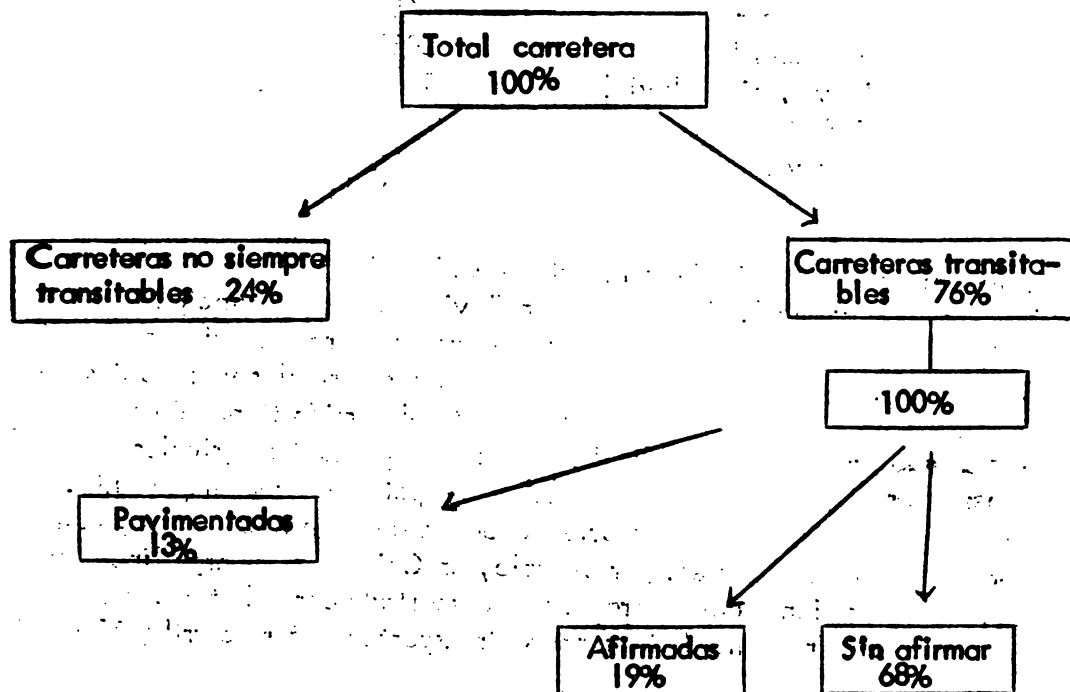 Total carretera
100%
Carreteras no siempre
transitables 24%
Carreteras transita-
bles 76%
100%
Pavimentadas
13%
Afirmadas
19%
Sin afirmar
68%